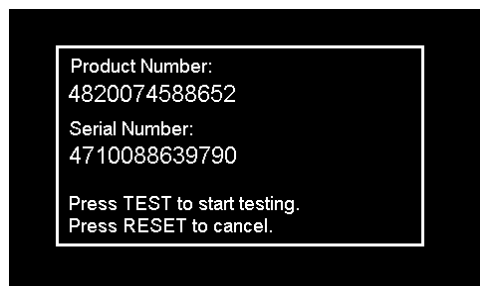 Product Number:
4820074588652
Serial Number:
4710088639790
Press TEST to start testing.
Press RESET to cancel.